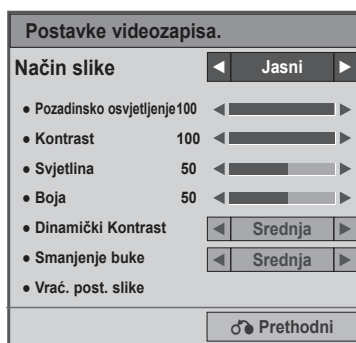 Postavke videozapisa.
Način slike ◄ Jasni ►
● Pozadinsko osvjetljenje100
● Kontrast 100
● Svjetlina 50
● Boja 50
● Dinamički Kontrast ◄ Srednja ►
● Smanjenje buke ◄ Srednja ►
● Vrać. post. slike
Prethodni